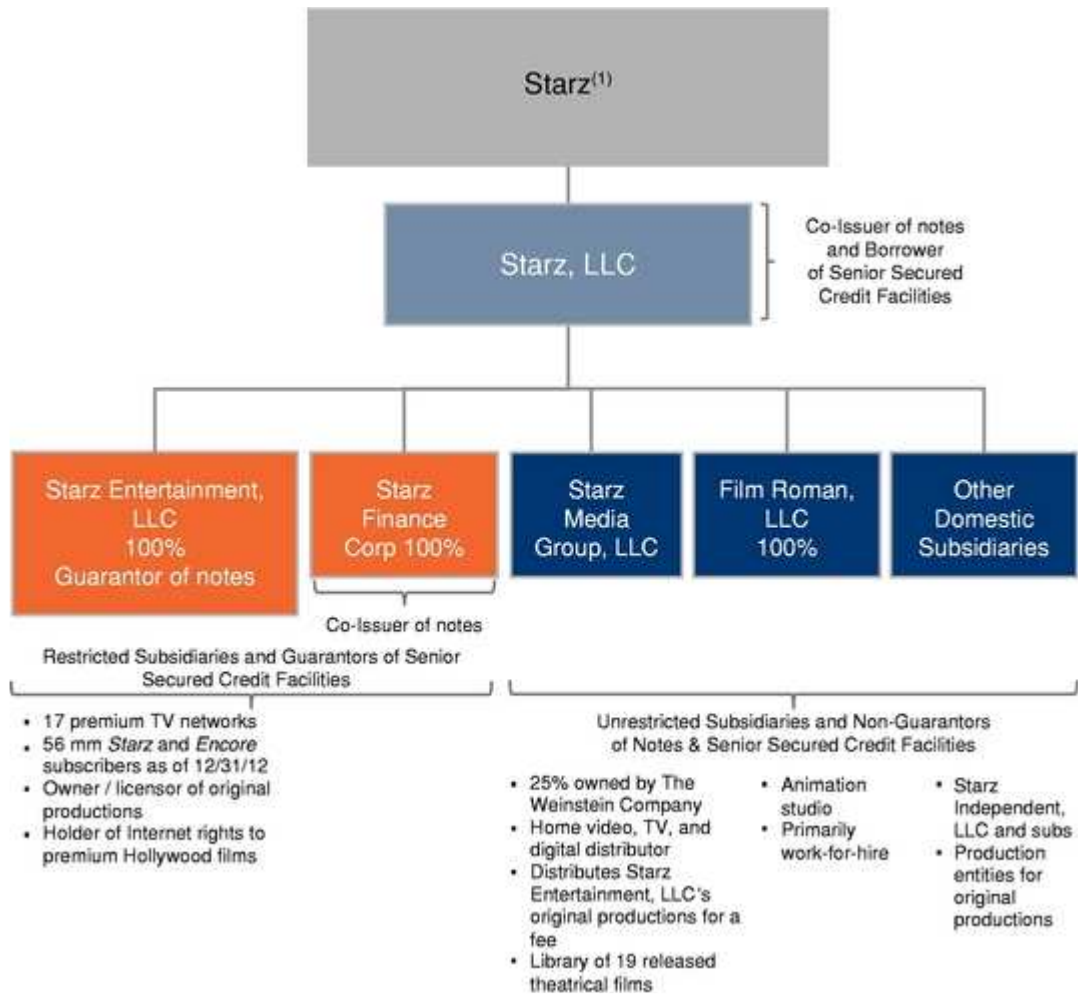 Starz(1)
Starz, LLC
Co-Issuer of notes
and Borrower
of Senior Secured
Credit Facilities
Starz Entertainment,
LLC
100%
Guarantor of notes
Starz
Finance
Corp 100%
Starz
Media
Group, LLC
Film Roman,
LLC
100%
Other
Domestic
Subsidiaries
Co-Issuer of notes
Restricted Subsidiaries and Guarantors of Senior
Secured Credit Facilities
• 17 premium TV networks
• 56 mm Starz and Encore
subscribers as of 12/31/12
• Owner / licensor of original
productions
• Holder of Internet rights to
premium Hollywood films
Unrestricted Subsidiaries and Non-Guarantors
of Notes & Senior Secured Credit Facilities
• 25% owned by The
Weinstein Company
• Home video, TV, and
digital distributor
• Distributes Starz
Entertainment, LLC's
original productions for a
fee
• Library of 19 released
theatrical films
• Animation
studio
• Primarily
work-for-hire
• Starz
Independent,
LLC and subs
• Production
entities for
original
productions